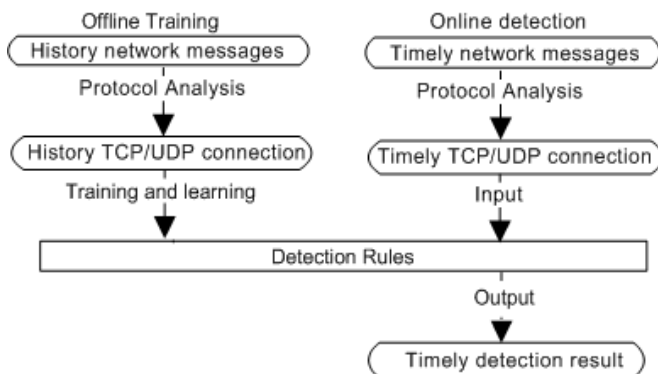 Offline Training
History network messages
Protocol Analysis
History TCP/UDP connection
Training and learning
Online detection
Timely network messages
Protocol Analysis
Timely TCP/UDP connection
Input
Detection Rules
Output
Timely detection result